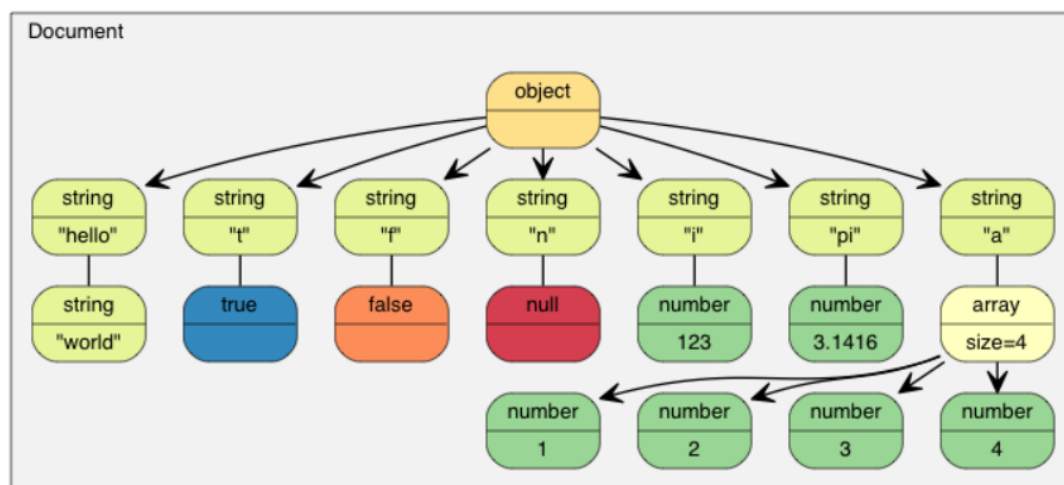 Document
object
string string string string string string string
"hello" "t" "f" "n" "i" "pi" "a"
string true false null number number array
"world" 123 3.1416 size=4
number number number number
1 2 3 4